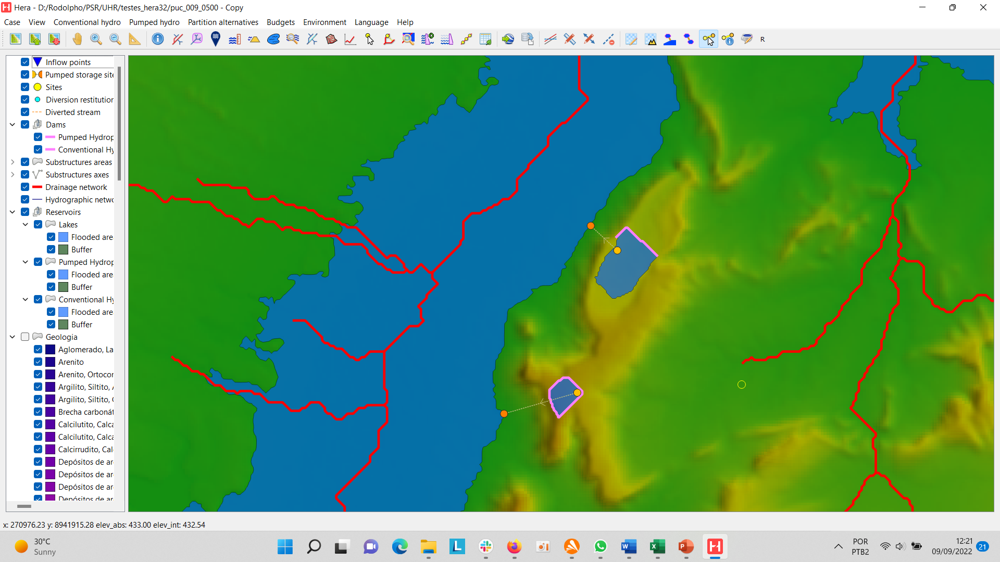 Hera - D:/Rodolpho/PSR/UHR/testes_hera32/puc_009_0500 - Copy
Case View Conventional hydro Pumped hydro Partition alternatives Budgets Environment Language Help
R
Inflow points
Pumped storage site
Sites
Diversion restitution
Diverted stream
Dams
Pumped Hydrop
Conventional Hy
Substructures areas
Substructures axes
Drainage network
Hydrographic netwo
Reservoirs
Lakes
Flooded are
Buffer
Pumped Hydrop
Flooded are
Buffer
Conventional Hy
Flooded are
Buffer
Geologia
Aglomerado, La
Arenito
Arenito, Ortocor
Argilito, Siltito, A
Argilito, Siltito, C
Brecha carbonát
Calcilutito, Calca
Calcilutito, Calca
Calcirrudito, Cal
Depósitos de ar
Depósitos de ar
Depósitos de ar
Depósitos de ar
x: 270976.23 y: 8941915.28 elev_abs: 433.00 elev_int: 432.54
30°C
Sunny
POR
PTB2
12:21
09/09/2022
21